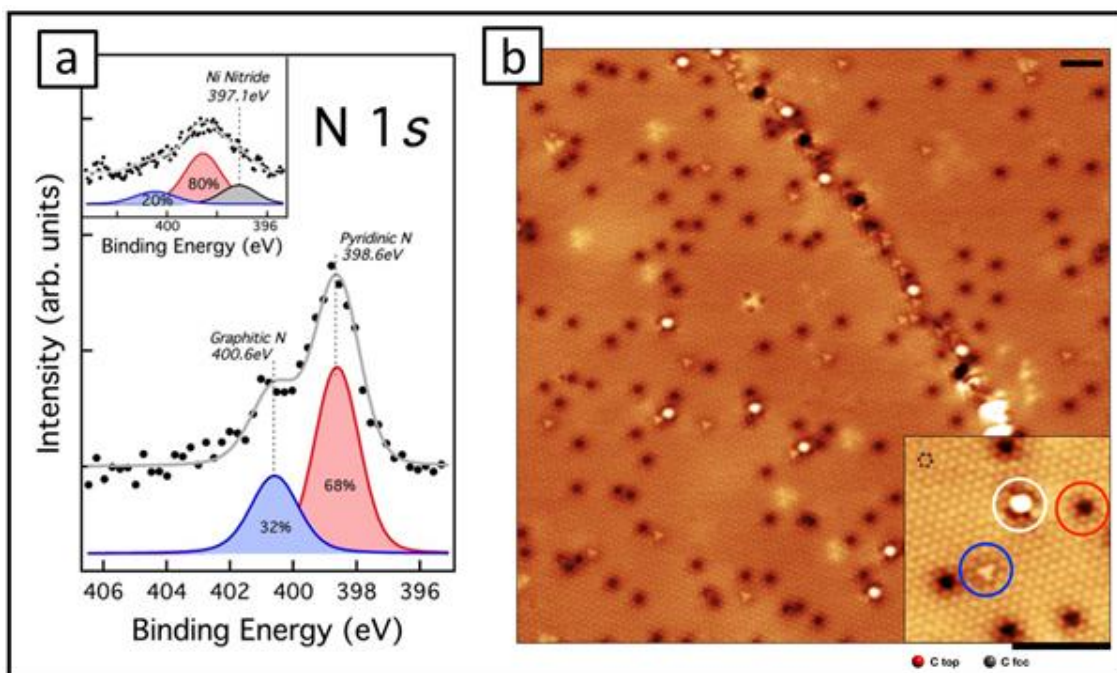 a
Ni Nitride
397.1eV
N 1s
80%
20%
400
396
Binding Energy (eV)
Pyridinic N
398.6eV
Graphitic N
400.6eV
68%
32%
Intensity (arb. units)
406
404
402
400
398
396
Binding Energy (eV)
b
C top
C fcc